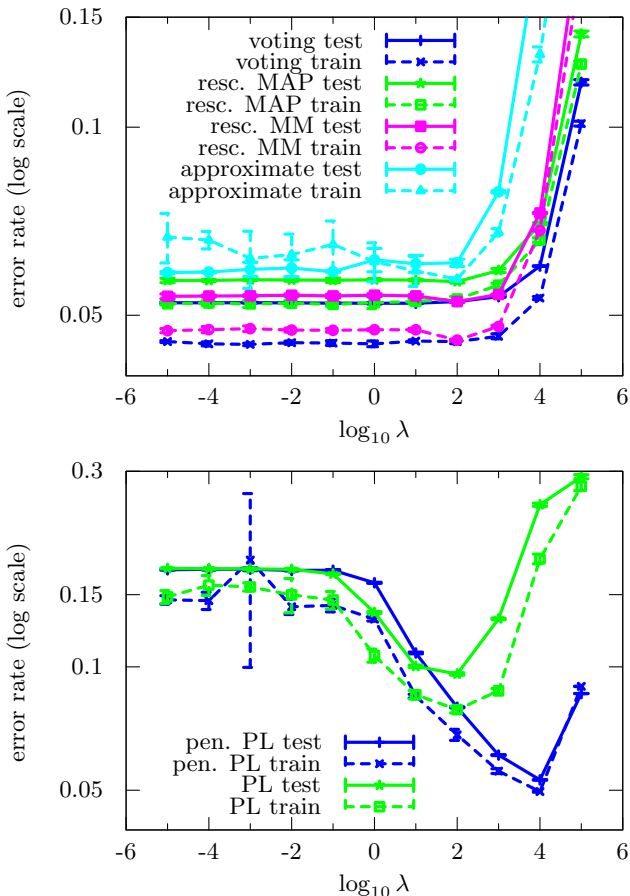 0.15
voting test
voting train
resc. MAP test
0.1
resc. MAP train
resc. MM test
resc. MM train
approximate test
approximate train
error rate (log scale)
0.05
-6 -4 -2 0 2 4 6
log₁₀ λ
0.3
error rate (log scale)
0.15
0.1
pen. PL test
pen. PL train
PL test
PL train
0.05
-6 -4 -2 0 2 4 6
log₁₀ λ